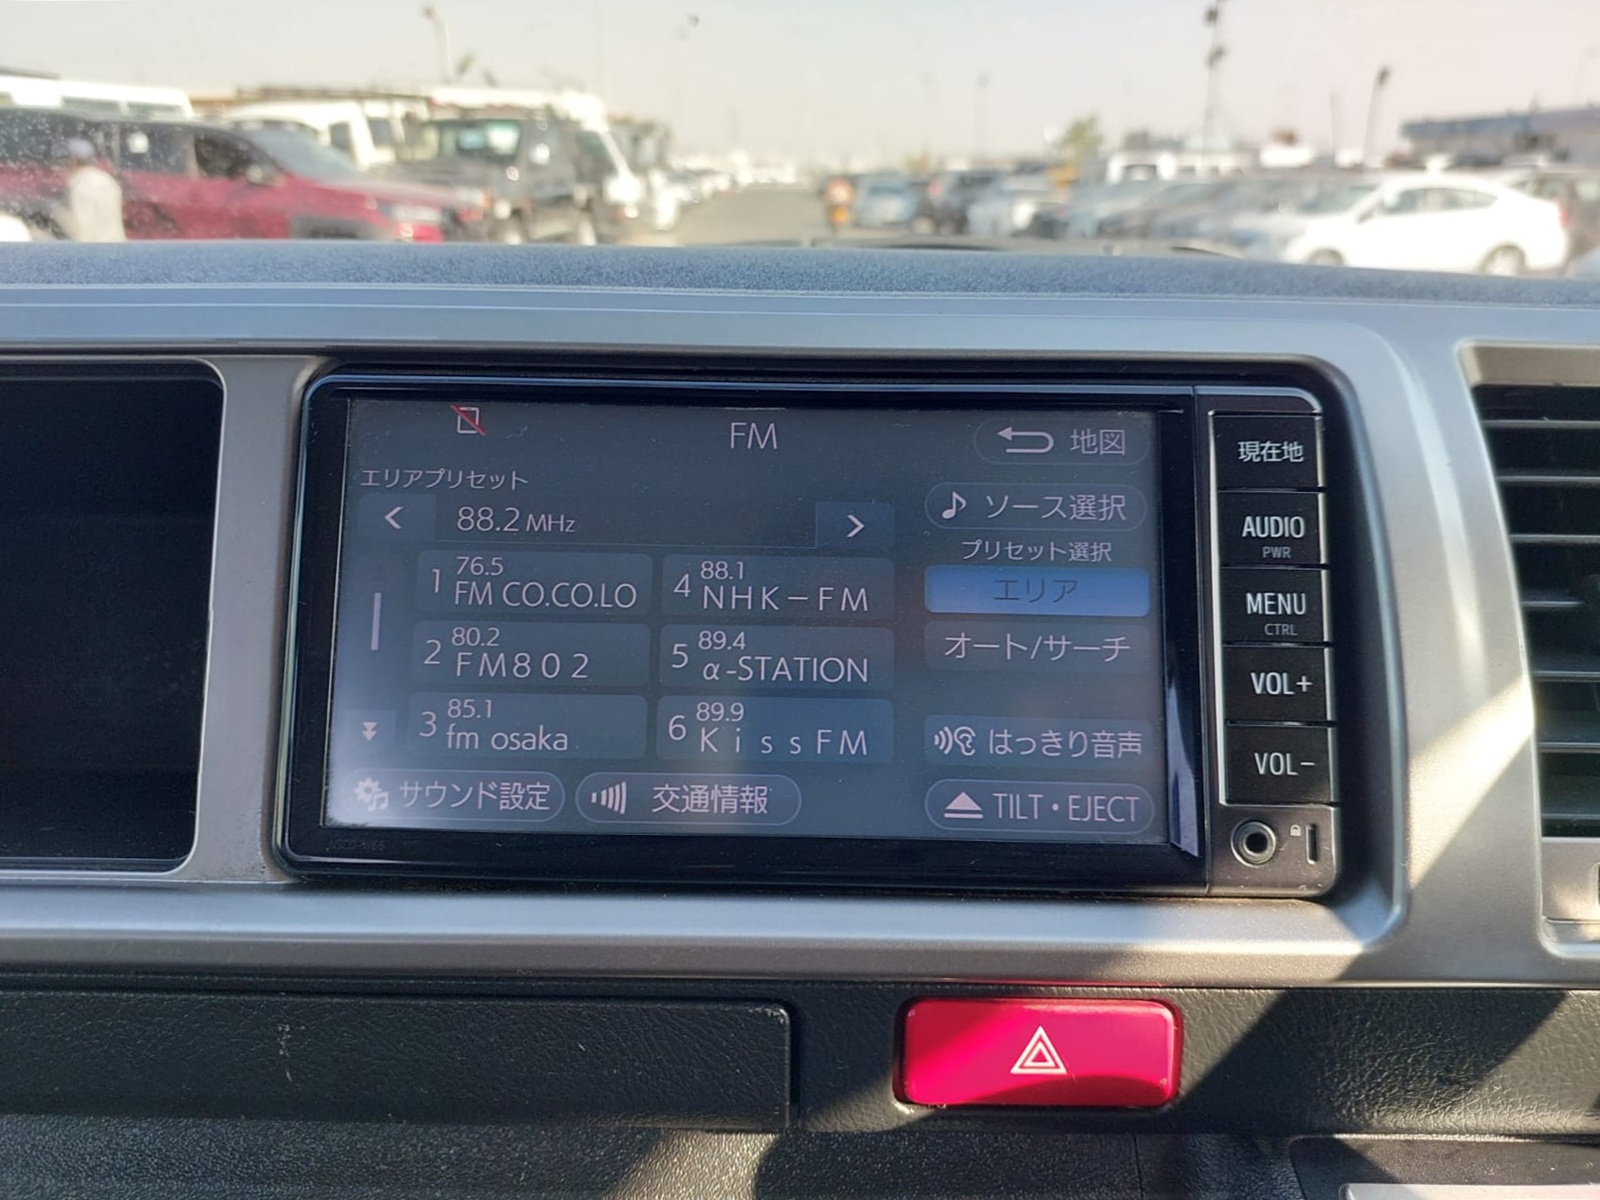 FM
地図
エリアプリセット
88.2 MHz
ソース選択
プリセット選択
1 76.5
FM CO.CO.LO
4 88.1
NHK-FM
エリア
2 80.2
FM802
5 89.4
α-STATION
オート/サーチ
3 85.1
fm osaka
6 89.9
KissFM
はっきり音声
サウンド設定
交通情報
TILT・EJECT
現在地
AUDIO
PWR
MENU
CTRL
VOL+
VOL-